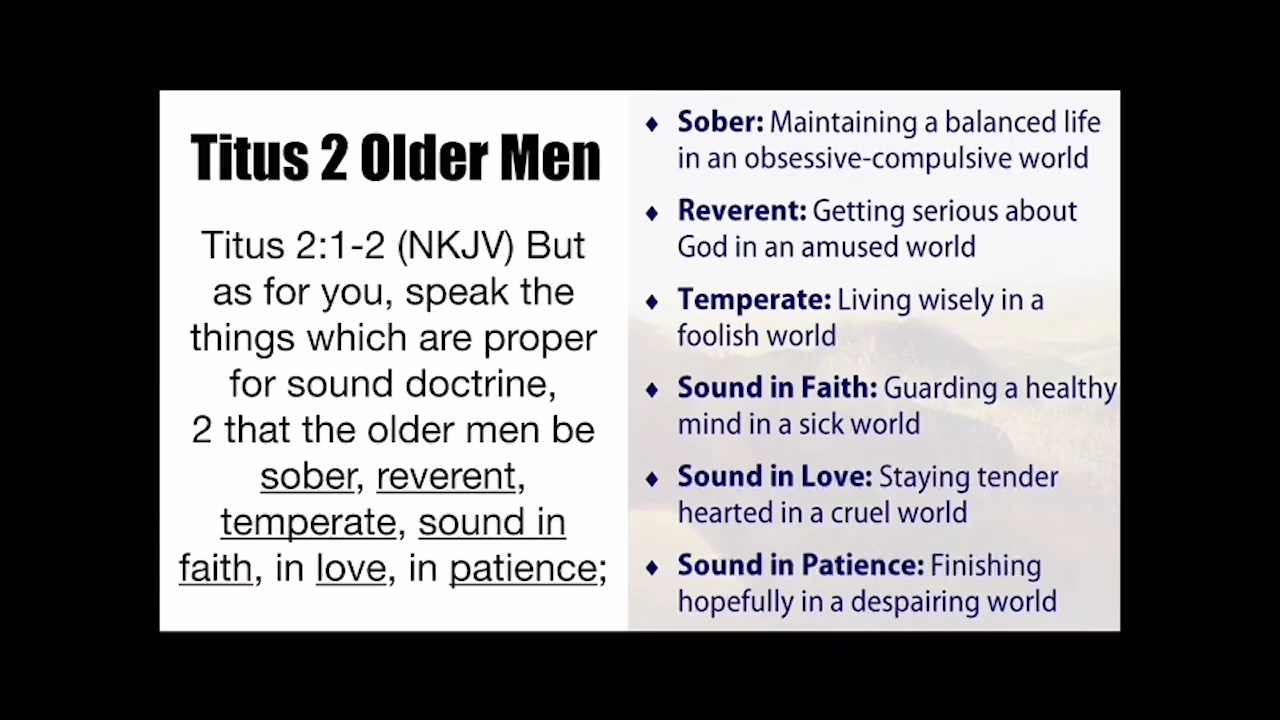 Titus 2 Older Men
Titus 2:1-2 (NKJV) But
as for you, speak the
things which are proper
for sound doctrine,
2 that the older men be
sober, reverent,
temperate, sound in
faith, in love, in patience;
♦ Sober: Maintaining a balanced life
in an obsessive-compulsive world
♦ Reverent: Getting serious about
God in an amused world
♦ Temperate: Living wisely in a
foolish world
♦ Sound in Faith: Guarding a healthy
mind in a sick world
♦ Sound in Love: Staying tender
hearted in a cruel world
♦ Sound in Patience: Finishing
hopefully in a despairing world